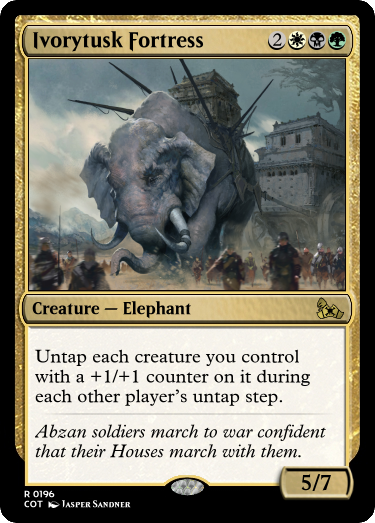 Ivorytusk Fortress 2
Creature — Elephant
Untap each creature you control
with a +1/+1 counter on it during
each other player's untap step.
Abzan soldiers march to war confident
that their Houses march with them.
5/7
R 0196
COT Jasper Sandner